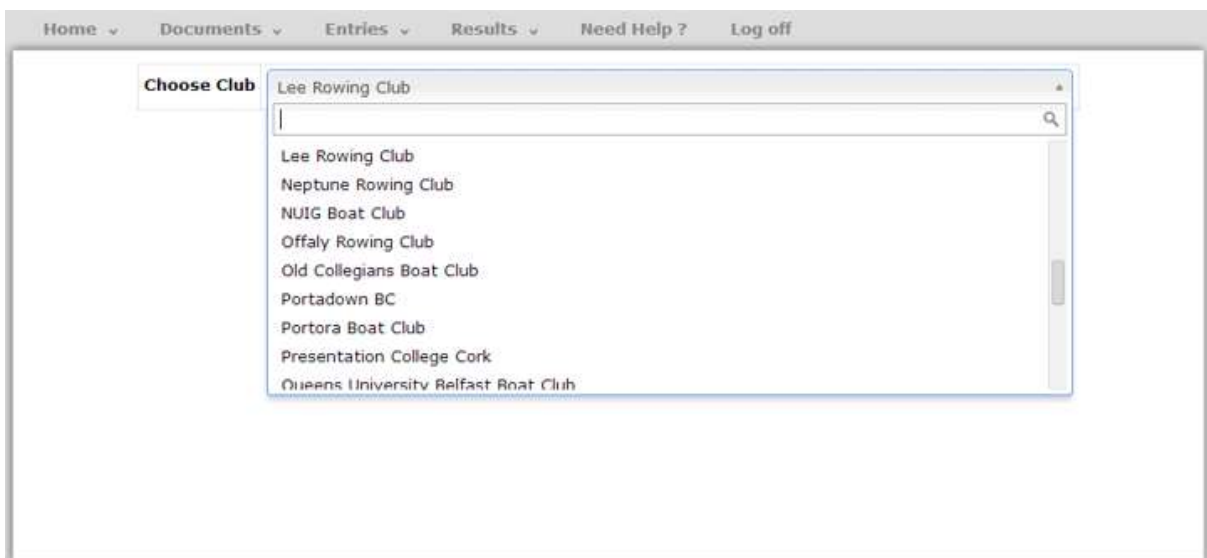 Home Documents Entries Results Need Help ? Log off
Choose Club Lee Rowing Club
Lee Rowing Club
Neptune Rowing Club
NUIG Boat Club
Offaly Rowing Club
Old Collegians Boat Club
Portadown BC
Portora Boat Club
Presentation College Cork
Queens University Belfast Boat Club